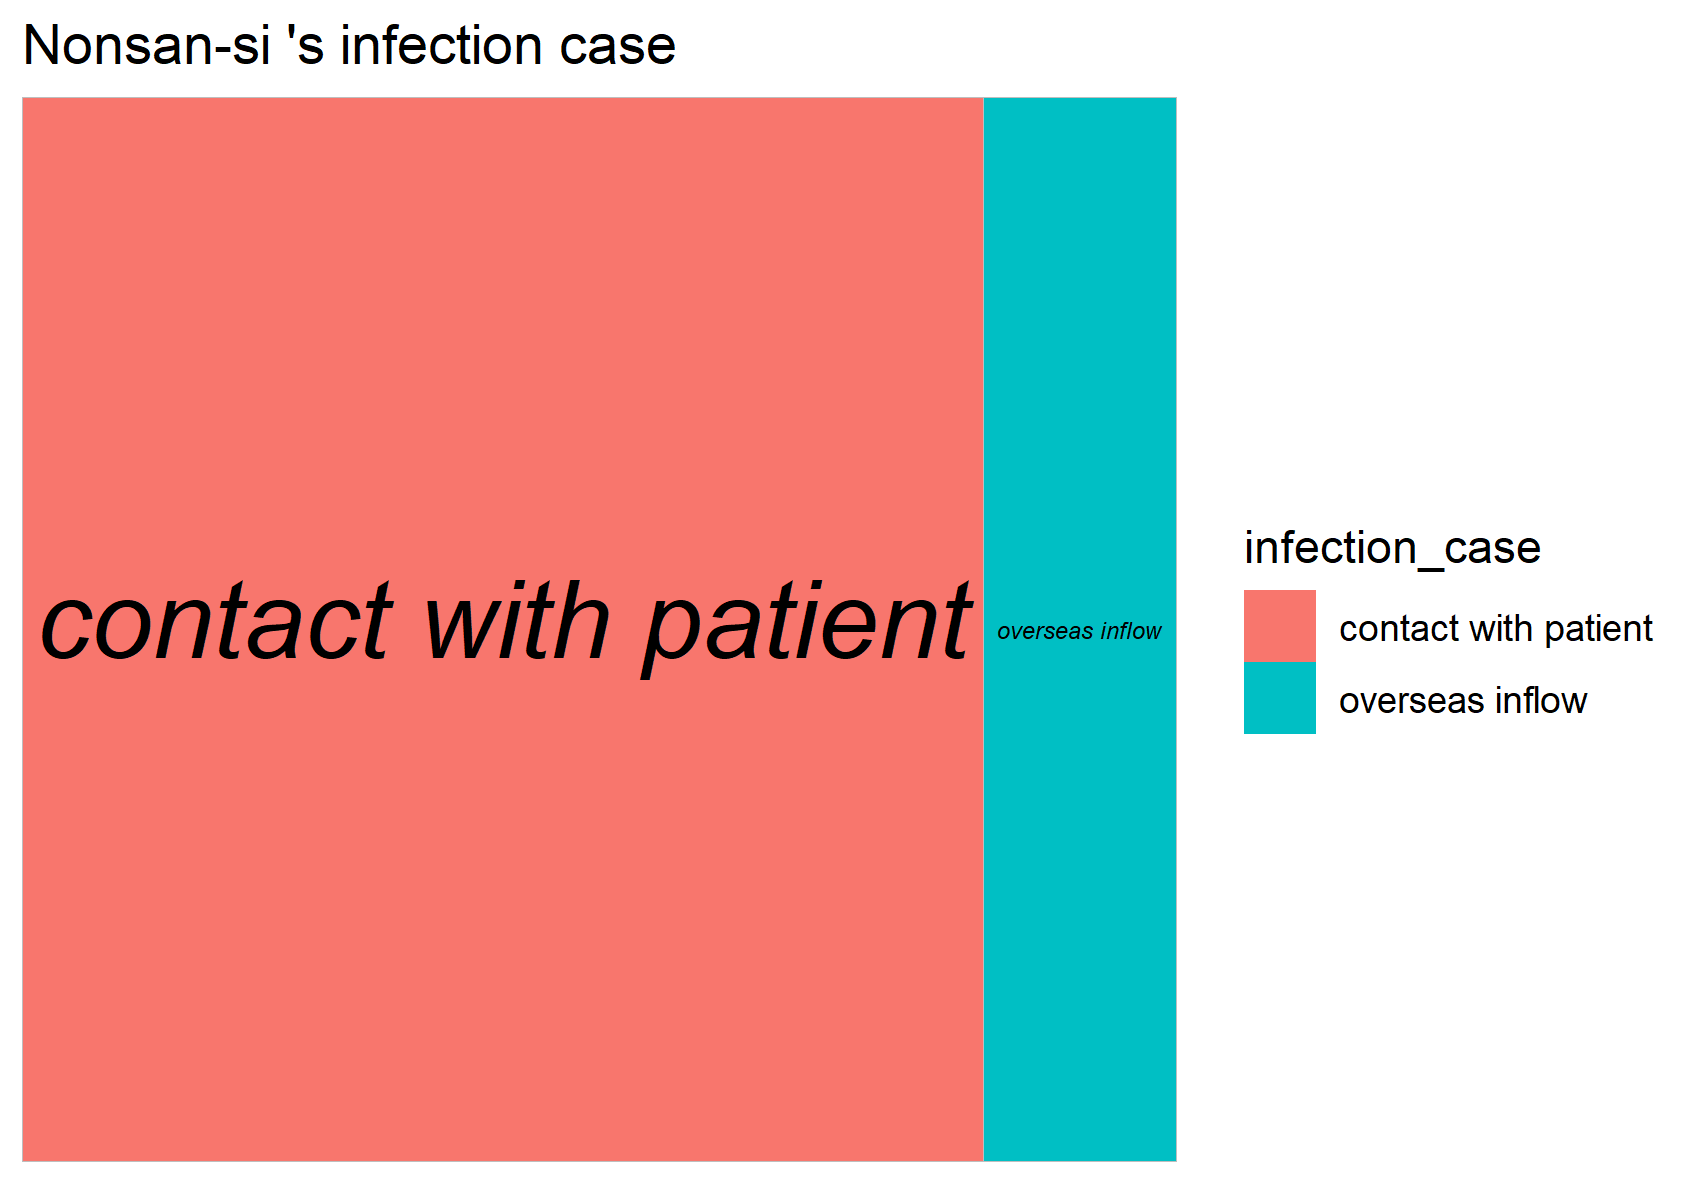 Nonsan-si 's infection case
contact with patient
overseas inflow
infection_case
contact with patient
overseas inflow